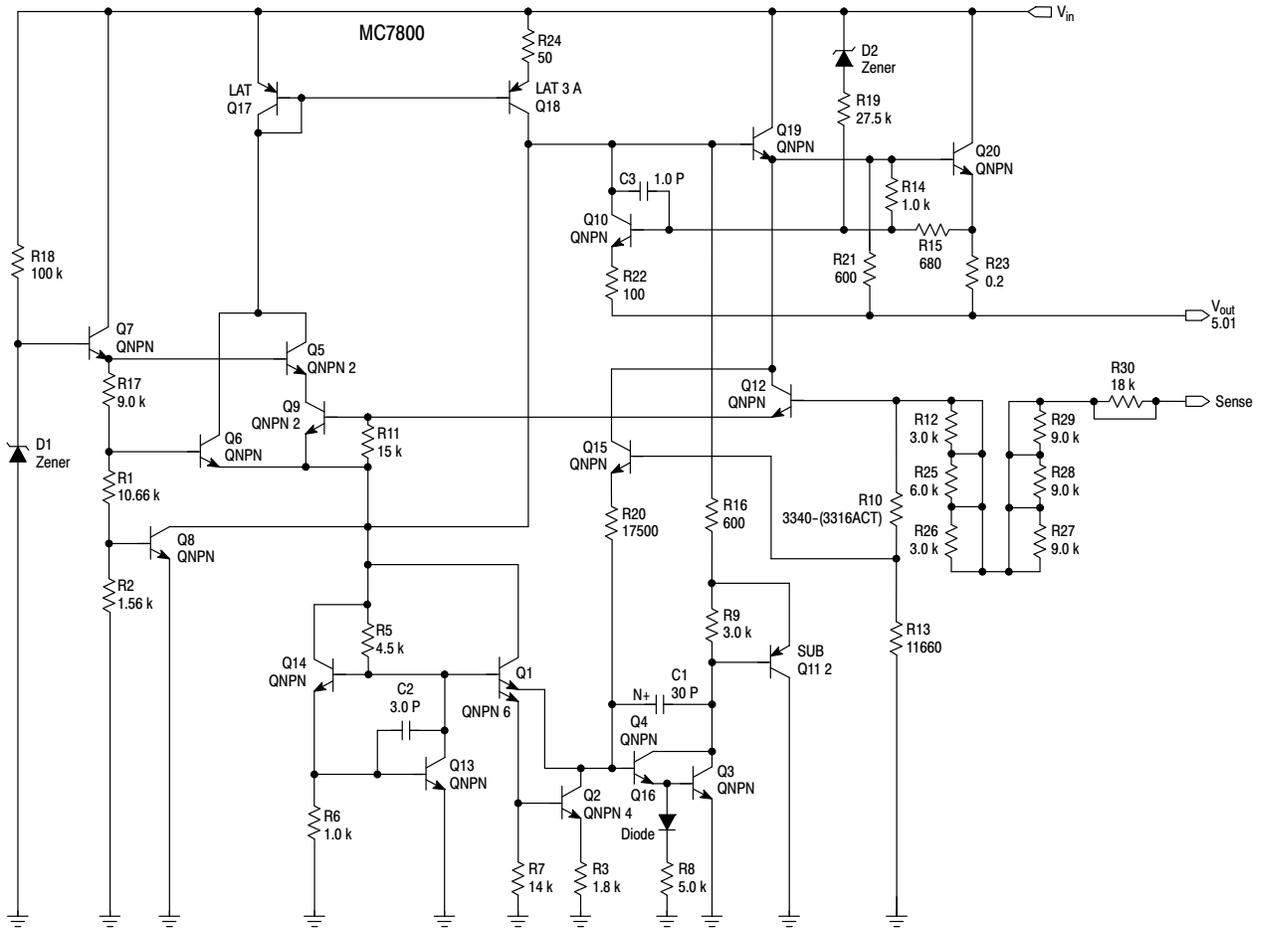 V<sub>in</sub>
MC7800
R24
50
D2
Zener
LAT
Q17
LAT 3 A
Q18
R19
27.5 k
Q19
QNPN
Q20
QNPN
C3
1.0 P
R14
1.0 k
Q10
QNPN
R18
100 k
R21
600
R15
680
R23
0.2
R22
100
V<sub>out</sub>
5.01
Q7
QNPN
Q5
QNPN 2
R17
9.0 k
Q12
QNPN
R30
18 k
Sense
Q9
QNPN 2
R12
3.0 k
R29
9.0 k
D1
Zener
Q6
QNPN
R11
15 k
Q15
QNPN
R1
10.66 k
R25
6.0 k
R28
9.0 k
R10
3340-(3316ACT)
R20
17500
R16
600
R26
3.0 k
R27
9.0 k
Q8
QNPN
R2
1.56 k
R9
3.0 k
R13
11660
R5
4.5 k
SUB
Q11 2
Q14
QNPN
Q1
QNPN 6
C1
30 P
N+
C2
3.0 P
Q4
QNPN
Q13
QNPN
Q3
QNPN
Q2
QNPN 4
Q16
Diode
R6
1.0 k
R7
14 k
R3
1.8 k
R8
5.0 k